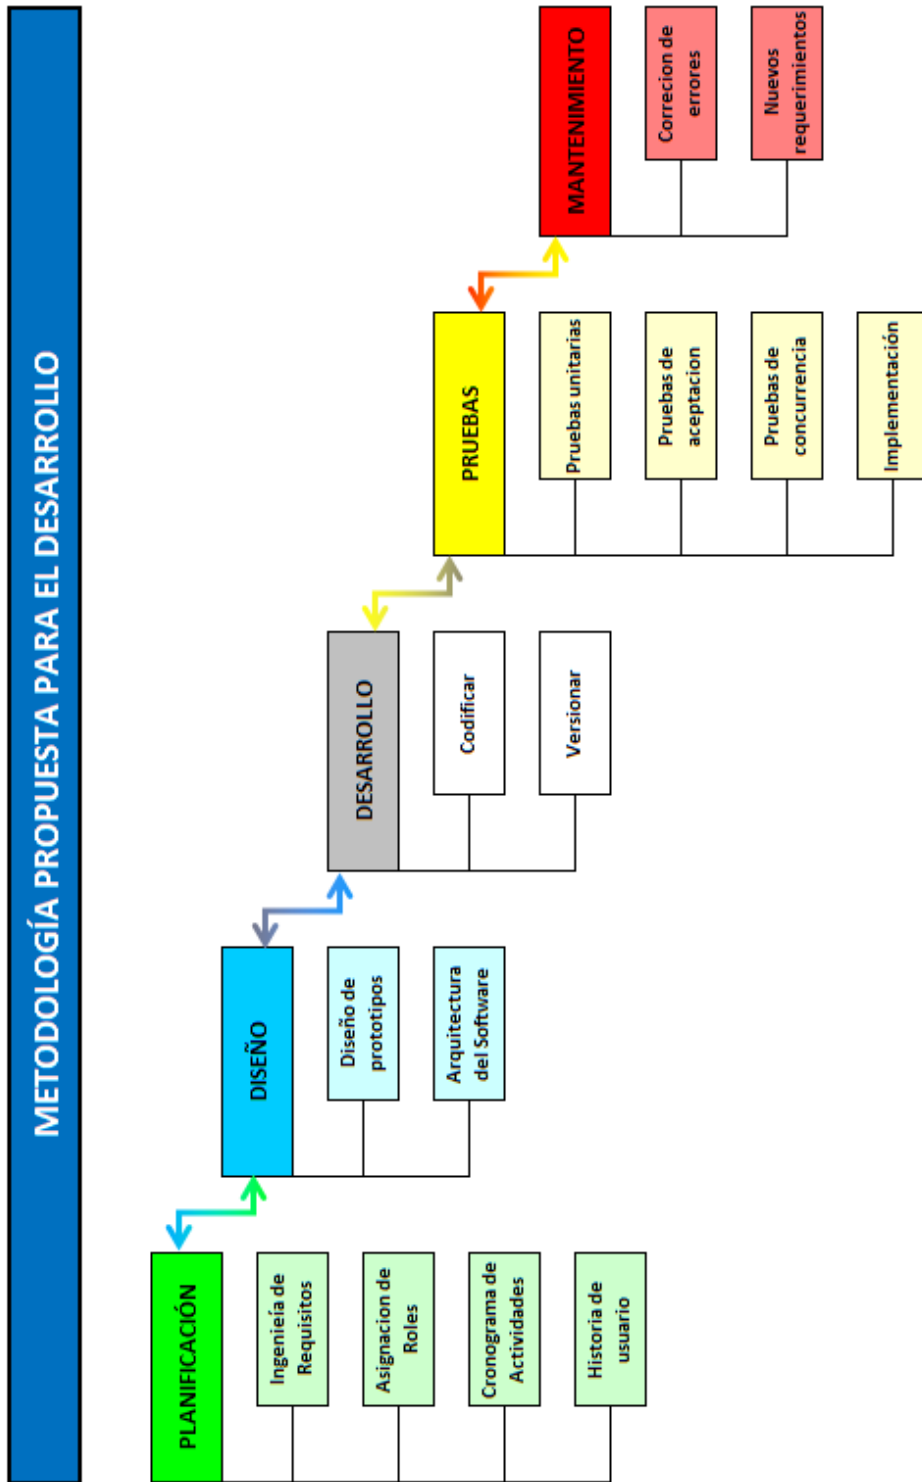 METODOLOGÍA PROPUESTA PARA EL DESARROLLO
PLANIFICACIÓN
Ingenieía de
Requisitos
Asignacion de
Roles
Cronograma de
Actividades
Historia de
usuario
DISEÑO
Diseño de
prototipos
Arquitectura
del Software
DESARROLLO
Codificar
Versionar
PRUEBAS
Pruebas unitarias
Pruebas de
aceptacion
Pruebas de
concurrencia
Implementación
MANTENIMIENTO
Correcion de
errores
Nuevos
requerimientos